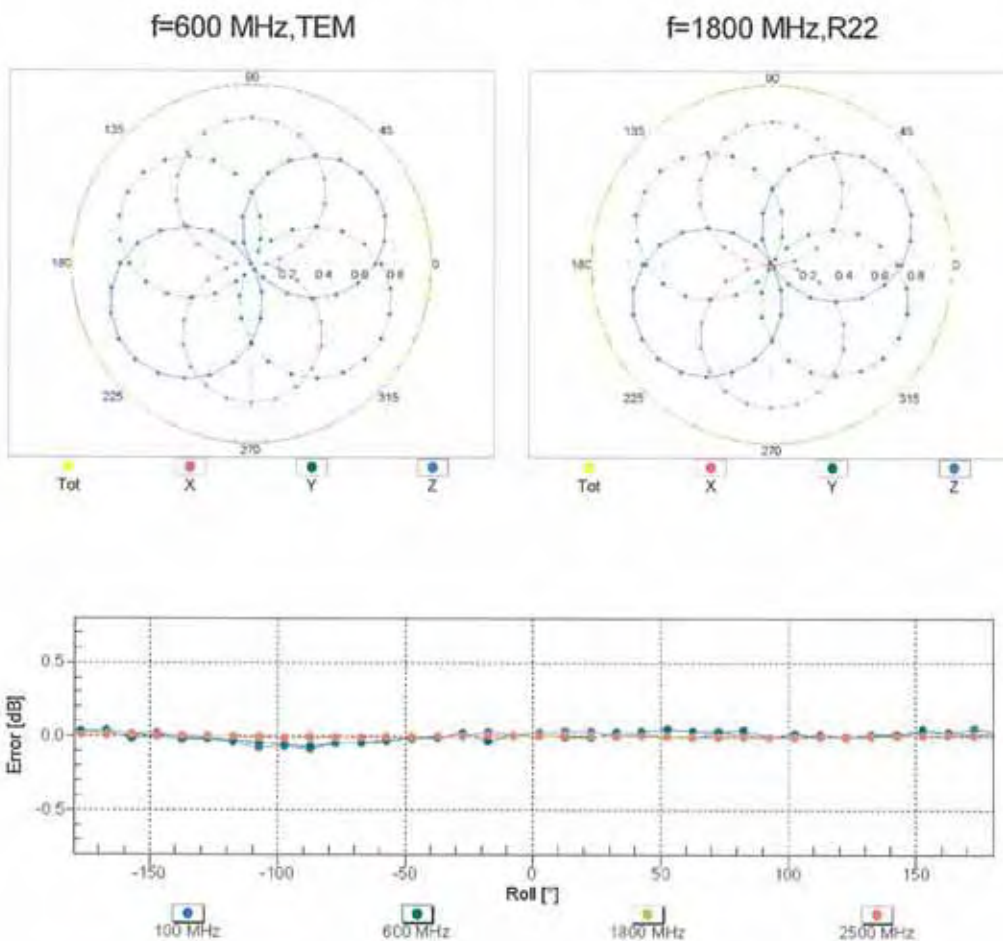 f=600 MHz,TEM
f=1800 MHz,R22
90
135
45
180
0.2
0.4
0.6
0.8
0
225
315
270
Tot
X
Y
Z
90
135
45
180
0.2
0.4
0.6
0.8
0
225
315
270
Tot
X
Y
Z
Error [dB]
0.5
0.0
-0.5
-150
-100
-50
0
50
100
150
Roll [°]
100 MHz
600 MHz
1800 MHz
2500 MHz